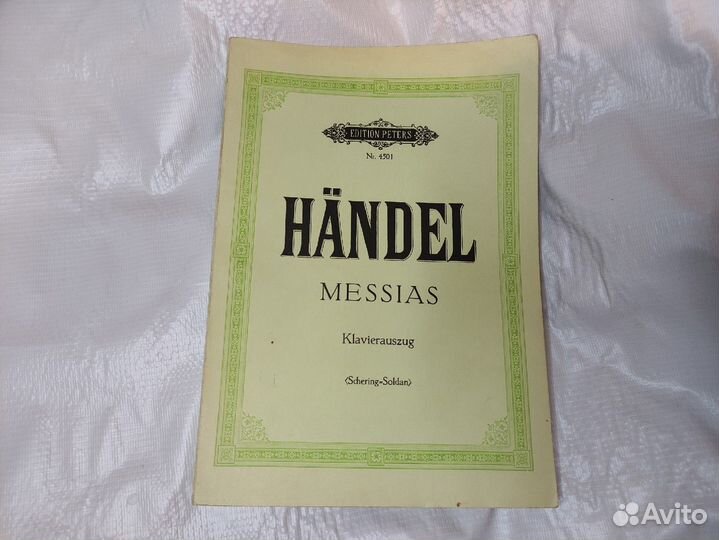 EDITION PETERS
Nr. 4501
HÄNDEL
MESSIAS
Klavierauszug
(Schering=Soldan)
Avito